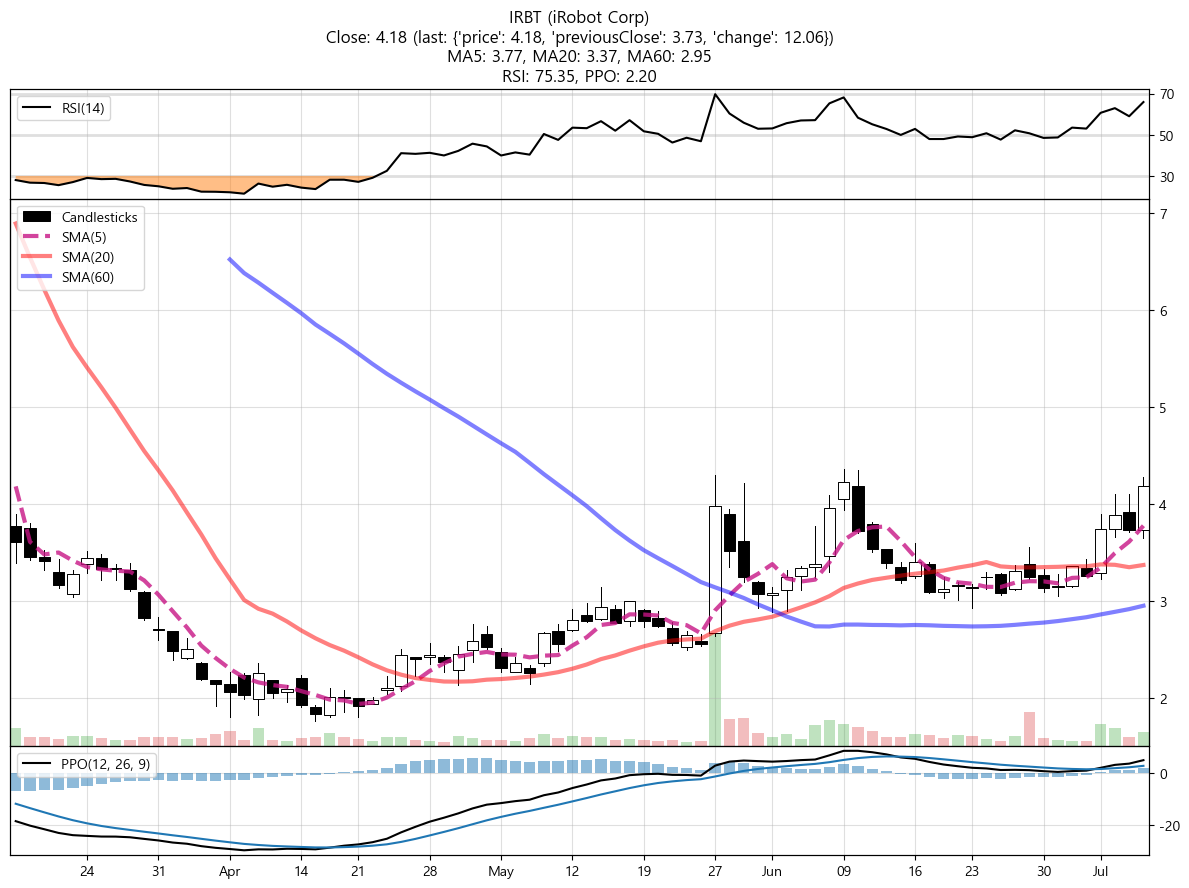 IRBT (iRobot Corp)
Close: 4.18 (last: {'price': 4.18, 'previousClose': 3.73, 'change': 12.06})
MA5: 3.77, MA20: 3.37, MA60: 2.95
RSI: 75.35, PPO: 2.20
RSI(14)
70
50
30
Candlesticks
SMA(5)
SMA(20)
SMA(60)
7
6
5
4
3
2
PPO(12, 26, 9)
0
-20
24 31 Apr 14 21 28 May 12 19 27 Jun 09 16 23 30 Jul